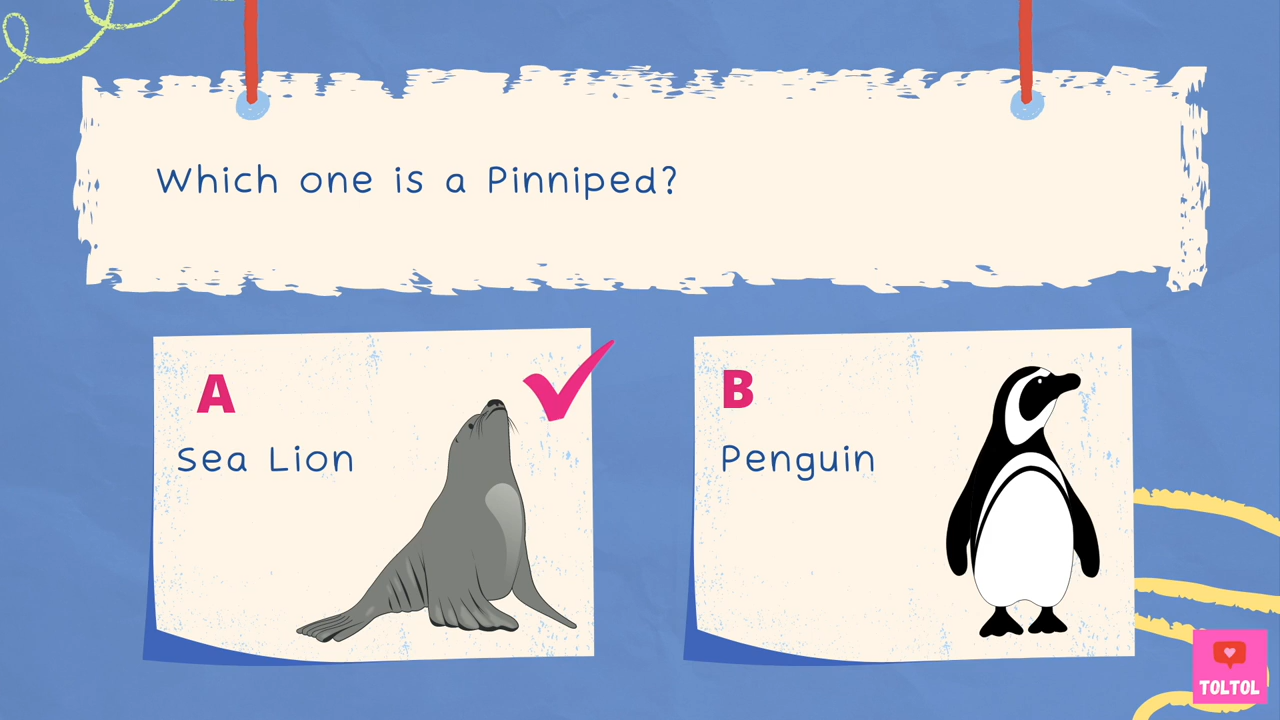 Which one is a Pinniped?
A
Sea Lion
B
Penguin
TOLTOL